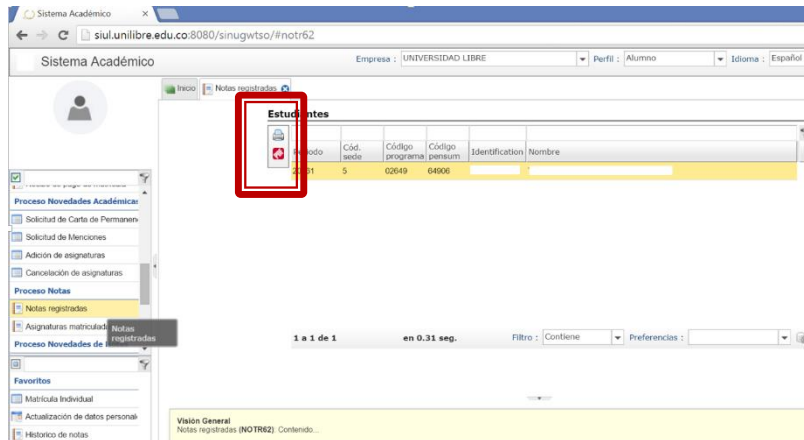 Sistema Académico
siul.unilibre.edu.co:8080/sinugwtso/#notr62
Sistema Académico
Empresa : UNIVERSIDAD LIBRE Perfil : Alumno Idioma : Español
Inicio Notas registradas
Estudiantes
Cód. sede Código programa Código pensum Identification Nombre
5 02649 64906
Proceso Novedades Académicas
Solicitud de Carta de Permanen
Solicitud de Menciones
Adición de asignaturas
Cancelación de asignaturas
Proceso Notas
Notas registradas
Asignaturas matriculad
Notas
registradas
Proceso Novedades de
1 a 1 de 1 en 0.31 seg. Filtro : Contiene Preferencias :
Favoritos
Matrícula Individual
Actualización de datos personal
Historico de notas
Visión General
Notas registradas (NOTR62) Contenido...